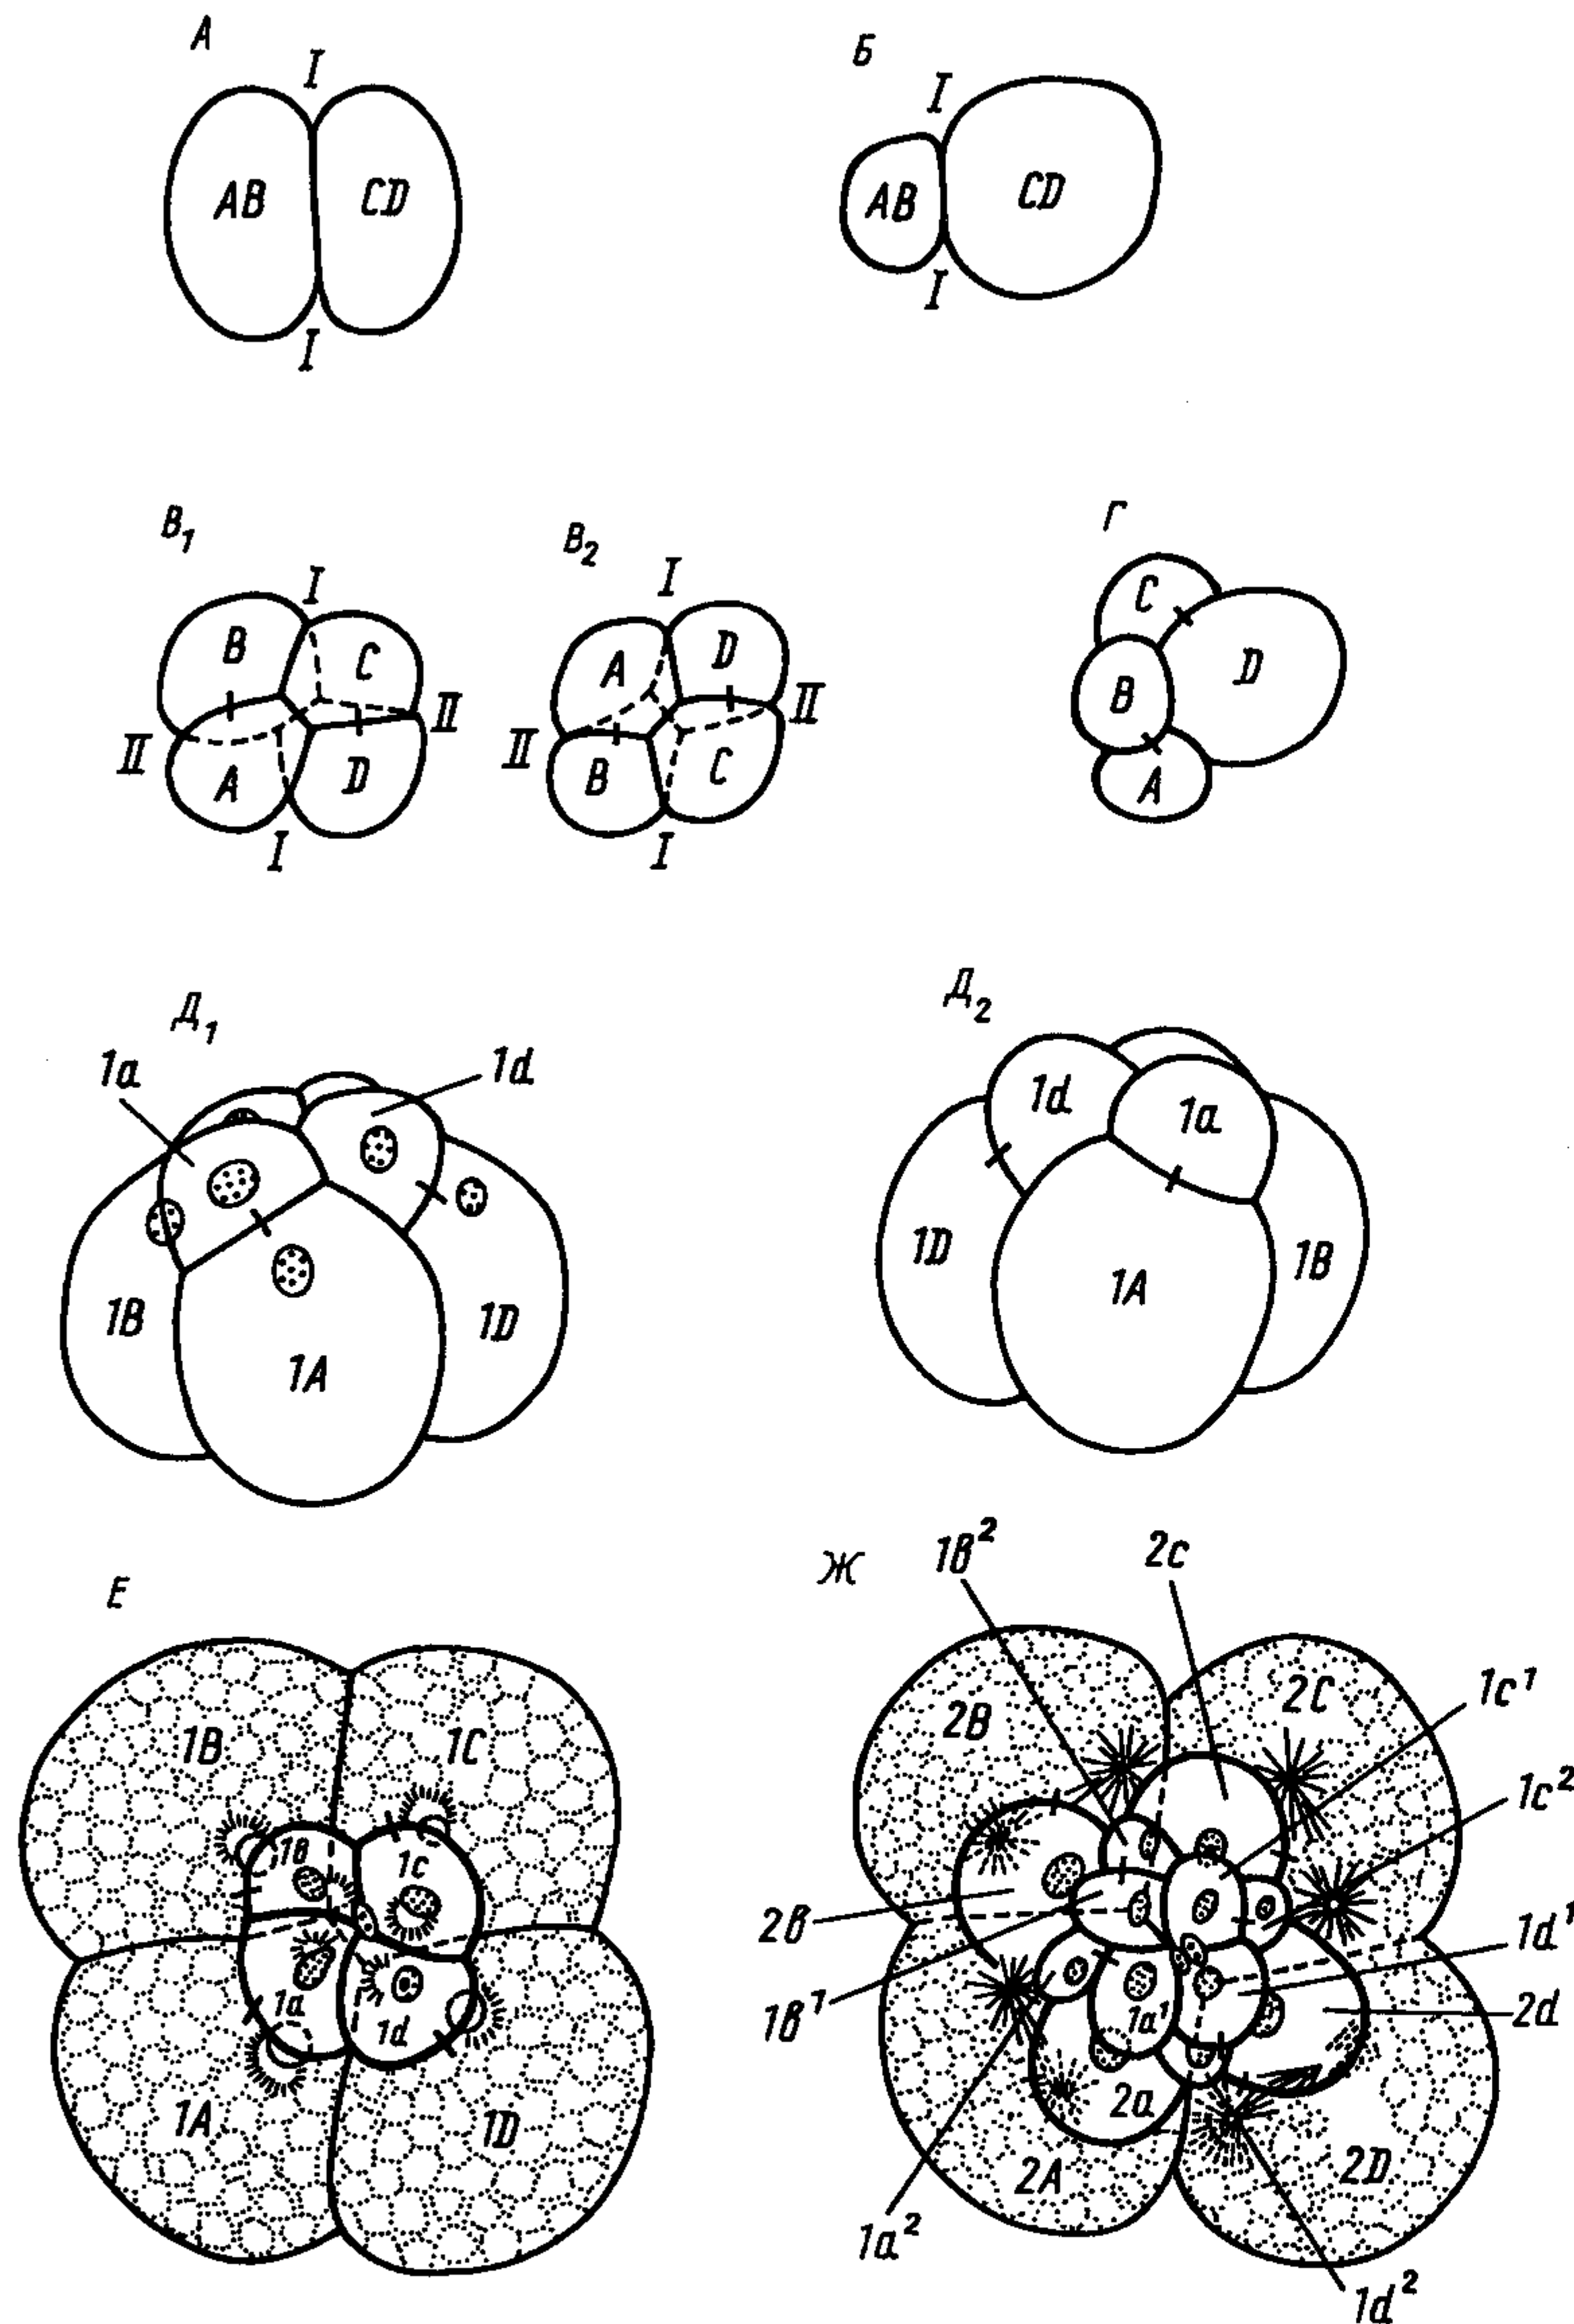 А
I
AB CD
I
Б
I
AB CD
I
В₁
I
B C
II II
A D
I
В₂
I
A D
II II
B C
I
Г
C
B D
A
Д₁
1a 1d
1B 1D
1A
Д₂
1d 1a
1D 1A 1B
Е
1B 1C
1в 1c
1a 1d
1A 1D
Ж
1в² 2c
2B 2C 1c¹
1c²
2в 1d¹
1в¹ 1a¹ 2d
2a
2A 2D
1a²
1d²